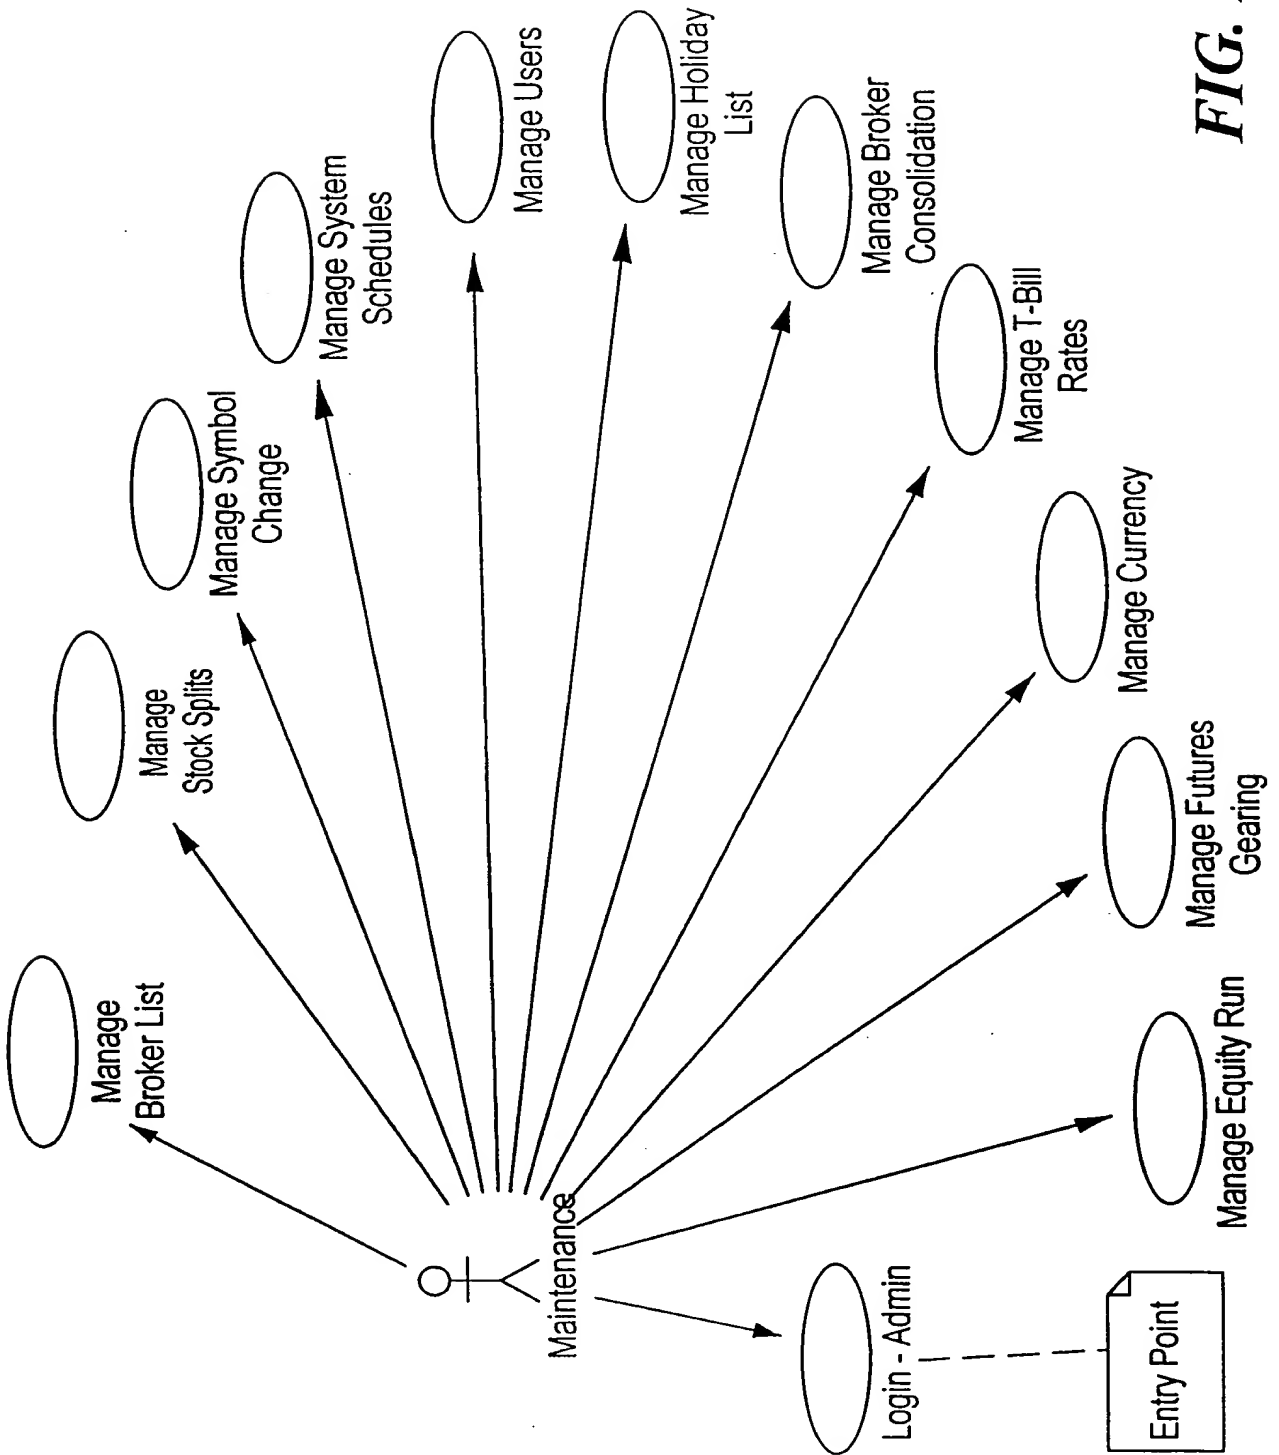 Manage
Broker List
Manage
Stock Splits
Manage Symbol
Change
Manage System
Schedules
Manage Users
Manage Holiday
List
Manage Broker
Consolidation
Manage T-Bill
Rates
Manage Currency
Manage Futures
Gearing
Manage Equity Run
Maintenance
Login - Admin
Entry Point
FIG.